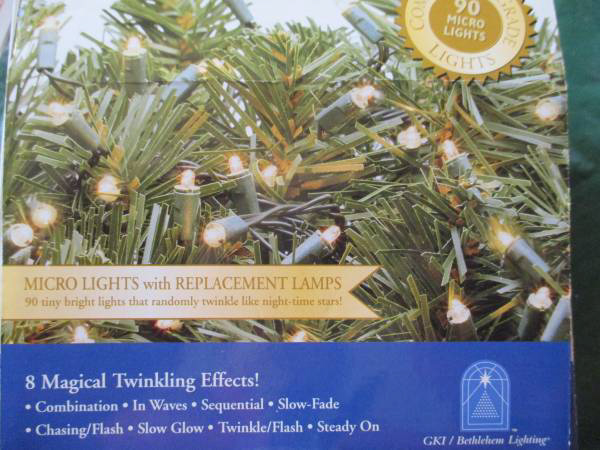 90
MICRO
LIGHTS
LIGHTS
MICRO LIGHTS with REPLACEMENT LAMPS
90 tiny bright lights that randomly twinkle like night-time stars!
8 Magical Twinkling Effects!
• Combination • In Waves • Sequential • Slow-Fade
• Chasing/Flash • Slow Glow • Twinkle/Flash • Steady On
GKI / Bethlehem Lighting®